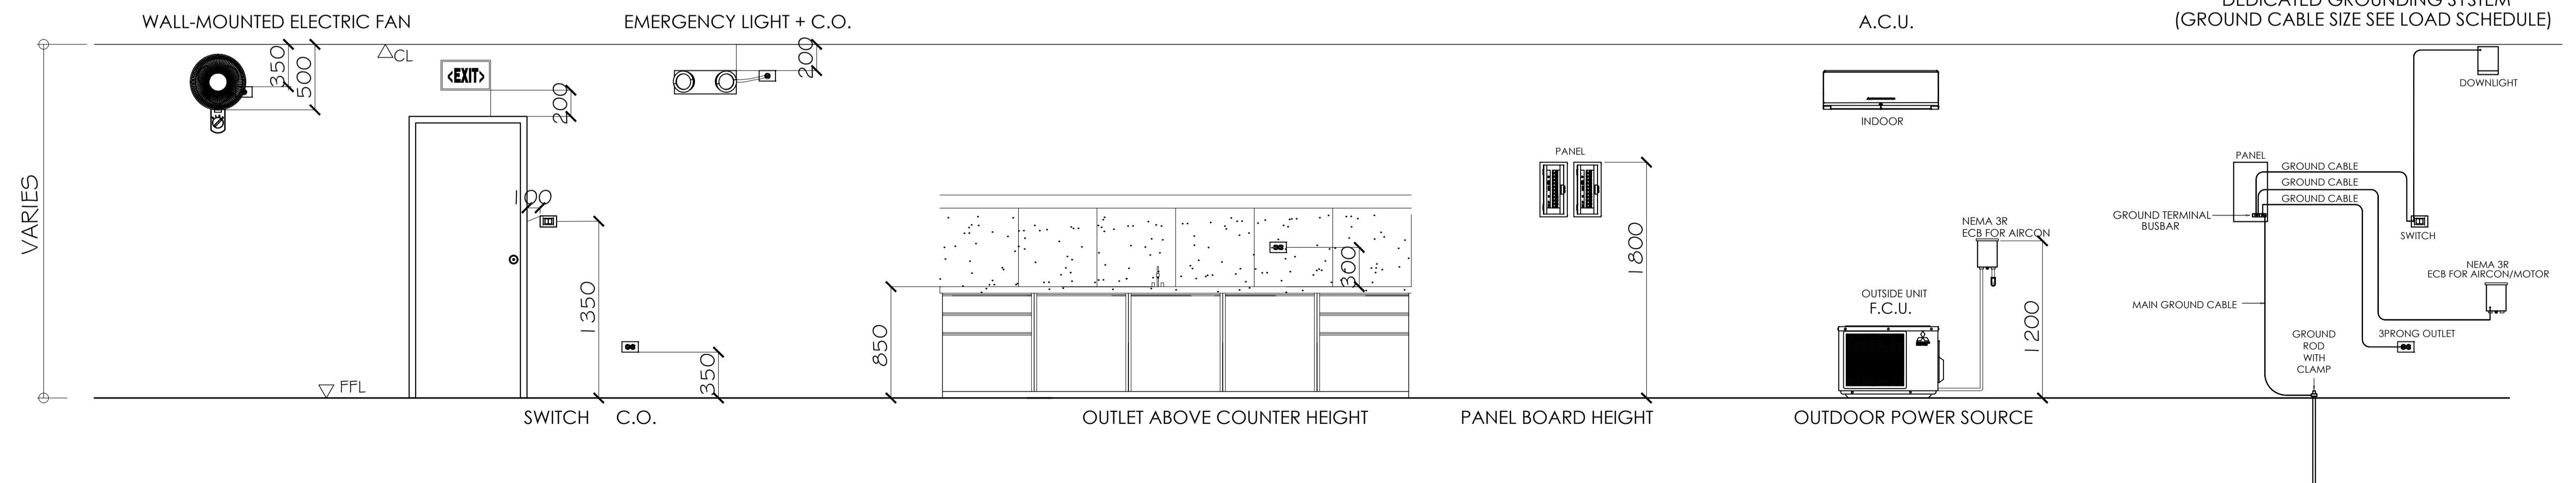 WALL-MOUNTED ELECTRIC FAN
EMERGENCY LIGHT + C.O.
A.C.U.
DEDICATED GROUNDING SYSTEM
(GROUND CABLE SIZE SEE LOAD SCHEDULE)
350
500
CL
<EXIT>
200
200
DOWNLIGHT
INDOOR
PANEL
PANEL
GROUND CABLE
GROUND CABLE
GROUND CABLE
VARIES
100
GROUND TERMINAL
BUSBAR
NEMA 3R
ECB FOR AIRCON
SWITCH
300
1800
NEMA 3R
ECB FOR AIRCON/MOTOR
1350
OUTSIDE UNIT
F.C.U.
MAIN GROUND CABLE
850
1200
350
3PRONG OUTLET
GROUND
ROD
WITH
CLAMP
FFL
SWITCH
C.O.
OUTLET ABOVE COUNTER HEIGHT
PANEL BOARD HEIGHT
OUTDOOR POWER SOURCE